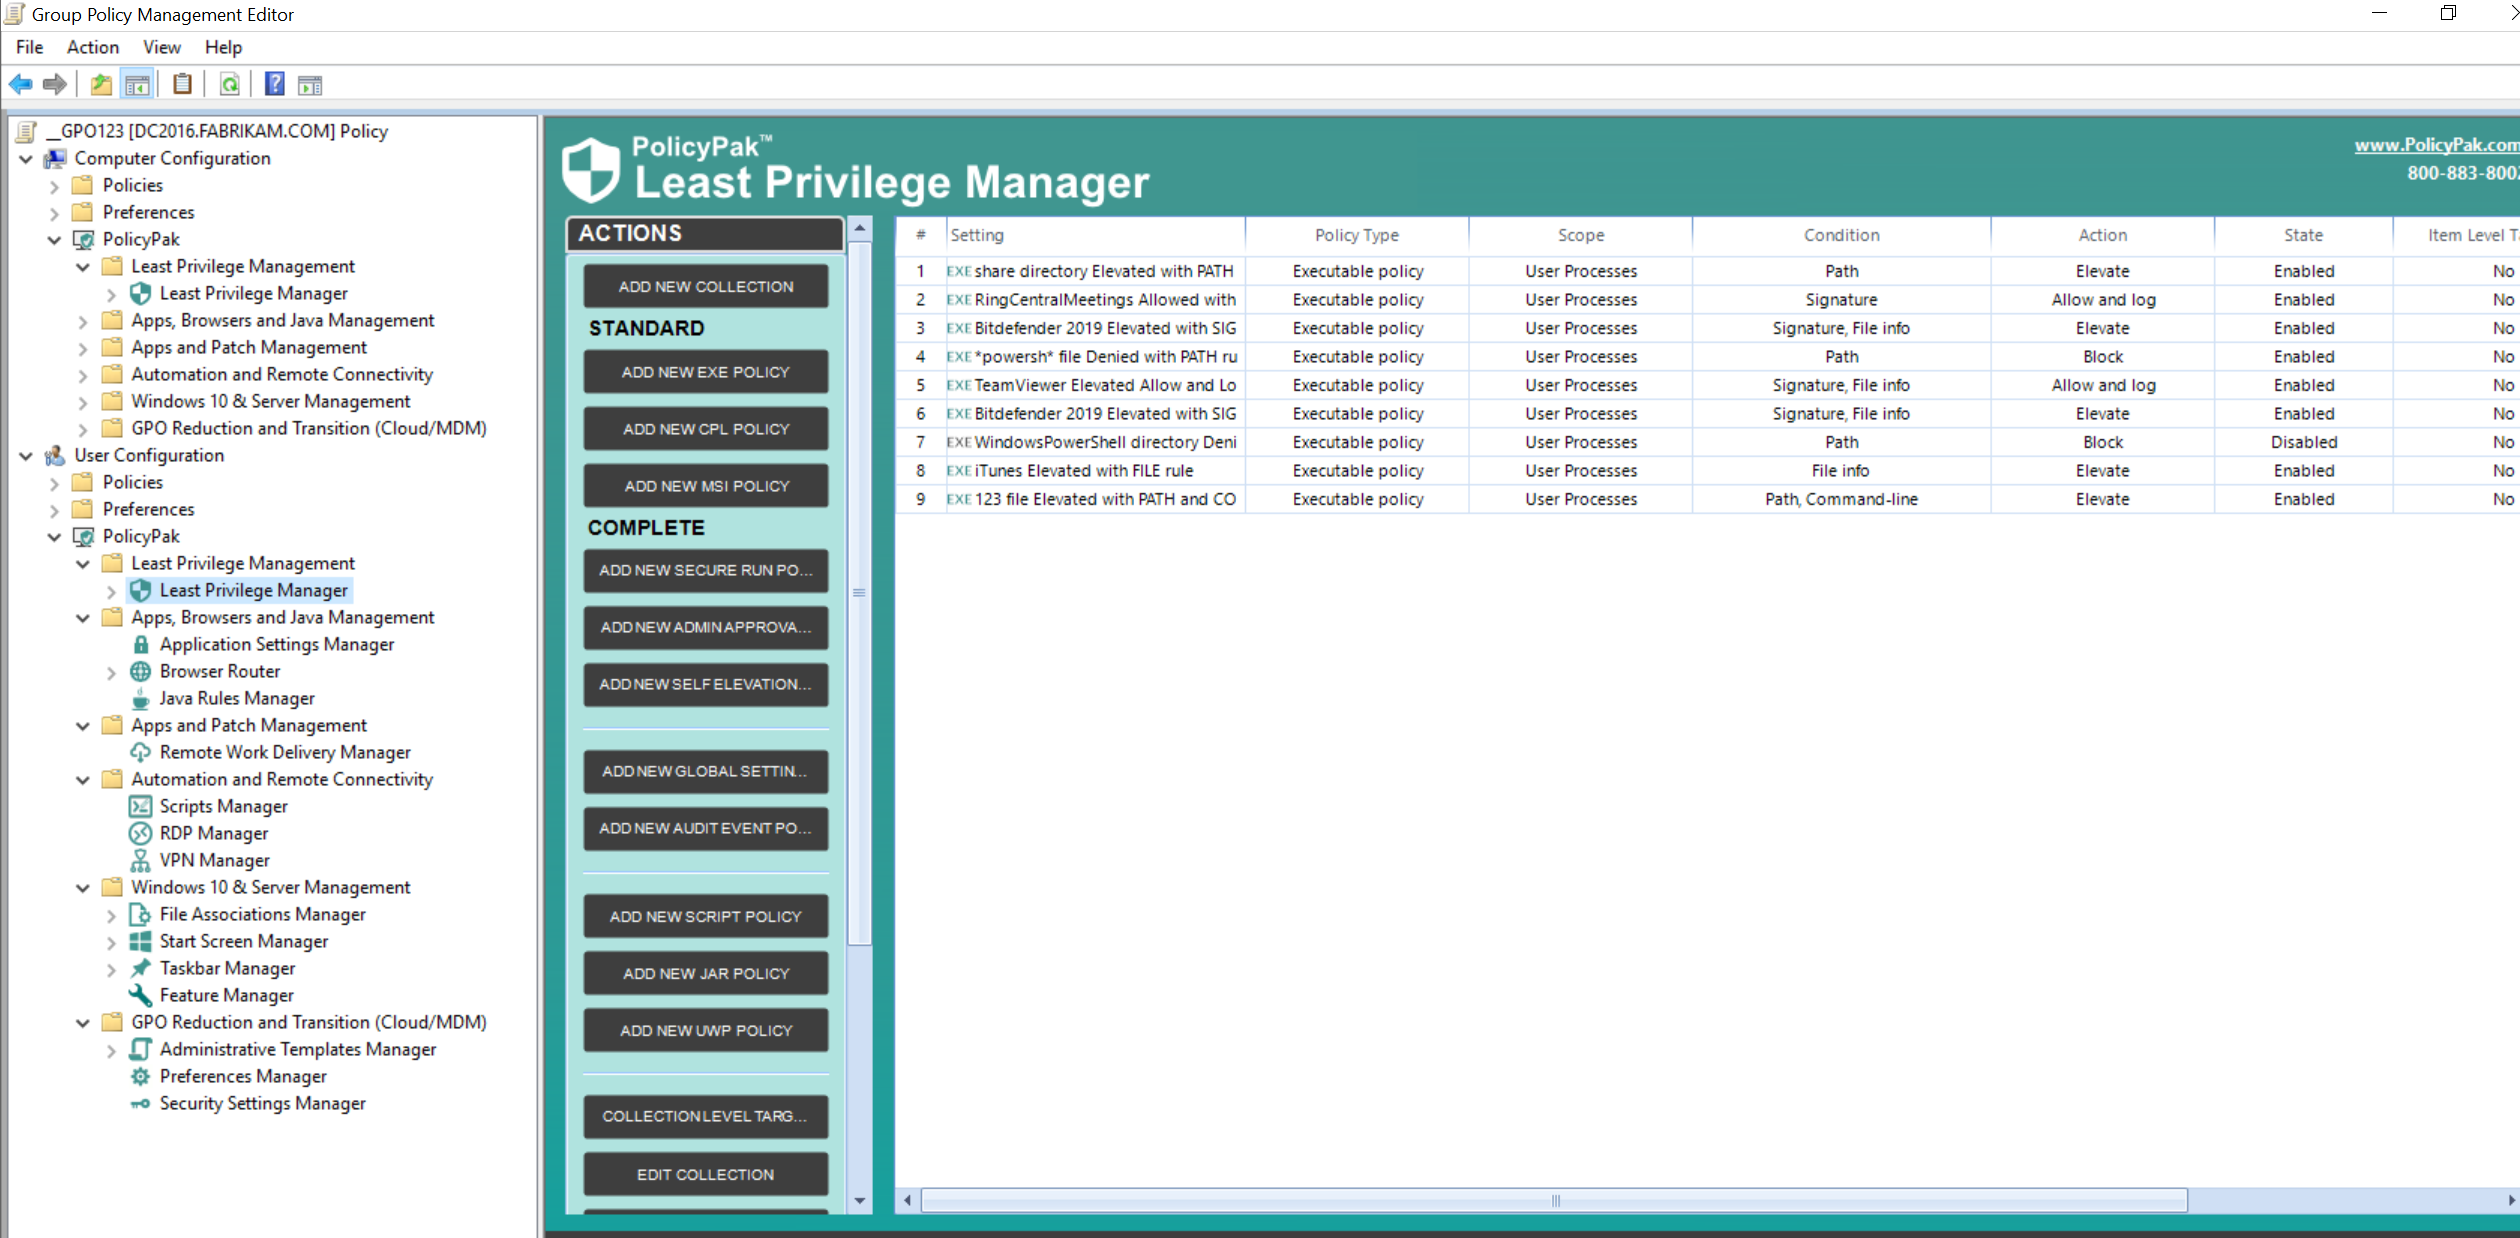 Group Policy Management Editor
File Action View Help
__GPO123 [DC2016.FABRIKAM.COM] Policy
Computer Configuration
Policies
Preferences
PolicyPak
Least Privilege Management
Least Privilege Manager
Apps, Browsers and Java Management
Apps and Patch Management
Automation and Remote Connectivity
Windows 10 & Server Management
GPO Reduction and Transition (Cloud/MDM)
User Configuration
Policies
Preferences
PolicyPak
Least Privilege Management
Least Privilege Manager
Apps, Browsers and Java Management
Application Settings Manager
Browser Router
Java Rules Manager
Apps and Patch Management
Remote Work Delivery Manager
Automation and Remote Connectivity
Scripts Manager
RDP Manager
VPN Manager
Windows 10 & Server Management
File Associations Manager
Start Screen Manager
Taskbar Manager
Feature Manager
GPO Reduction and Transition (Cloud/MDM)
Administrative Templates Manager
Preferences Manager
Security Settings Manager
PolicyPak™
Least Privilege Manager
www.PolicyPak.com
800-883-8002
ACTIONS
ADD NEW COLLECTION
STANDARD
ADD NEW EXE POLICY
ADD NEW CPL POLICY
ADD NEW MSI POLICY
COMPLETE
ADD NEW SECURE RUN PO...
ADD NEW ADMIN APPROVA...
ADD NEW SELF ELEVATION...
ADD NEW GLOBAL SETTIN...
ADD NEW AUDIT EVENT PO...
ADD NEW SCRIPT POLICY
ADD NEW JAR POLICY
ADD NEW UWP POLICY
COLLECTION LEVEL TARG...
EDIT COLLECTION
# Setting Policy Type Scope Condition Action State Item Level T
1 EXE share directory Elevated with PATH Executable policy User Processes Path Elevate Enabled No
2 EXE RingCentralMeetings Allowed with Executable policy User Processes Signature Allow and log Enabled No
3 EXE Bitdefender 2019 Elevated with SIG Executable policy User Processes Signature, File info Elevate Enabled No
4 EXE *powersh* file Denied with PATH ru Executable policy User Processes Path Block Enabled No
5 EXE TeamViewer Elevated Allow and Lo Executable policy User Processes Signature, File info Allow and log Enabled No
6 EXE Bitdefender 2019 Elevated with SIG Executable policy User Processes Signature, File info Elevate Enabled No
7 EXE WindowsPowerShell directory Deni Executable policy User Processes Path Block Disabled No
8 EXE iTunes Elevated with FILE rule Executable policy User Processes File info Elevate Enabled No
9 EXE 123 file Elevated with PATH and CO Executable policy User Processes Path, Command-line Elevate Enabled No